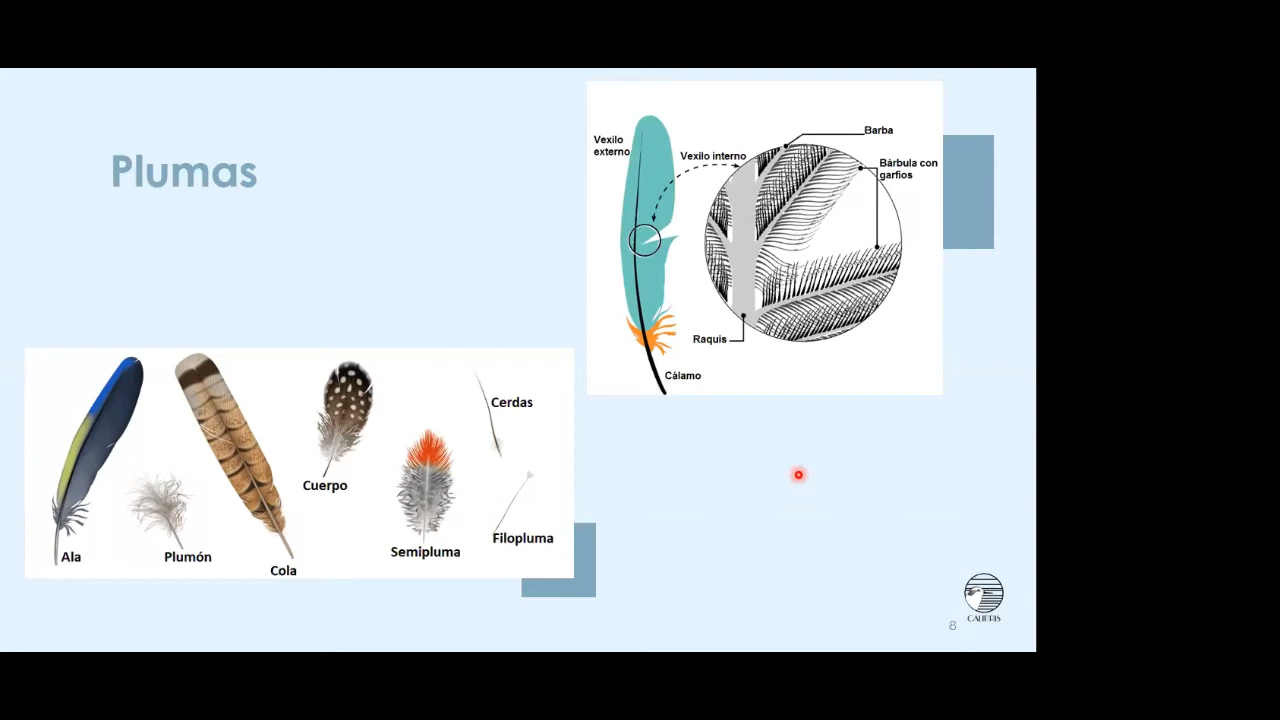 Plumas
Vexilo
externo
Vexilo interno
Barba
Bárbula con
garfios
Raquis
Cálamo
Ala
Plumón
Cola
Cuerpo
Semipluma
Cerdas
Filopluma
CALIDRIS
8